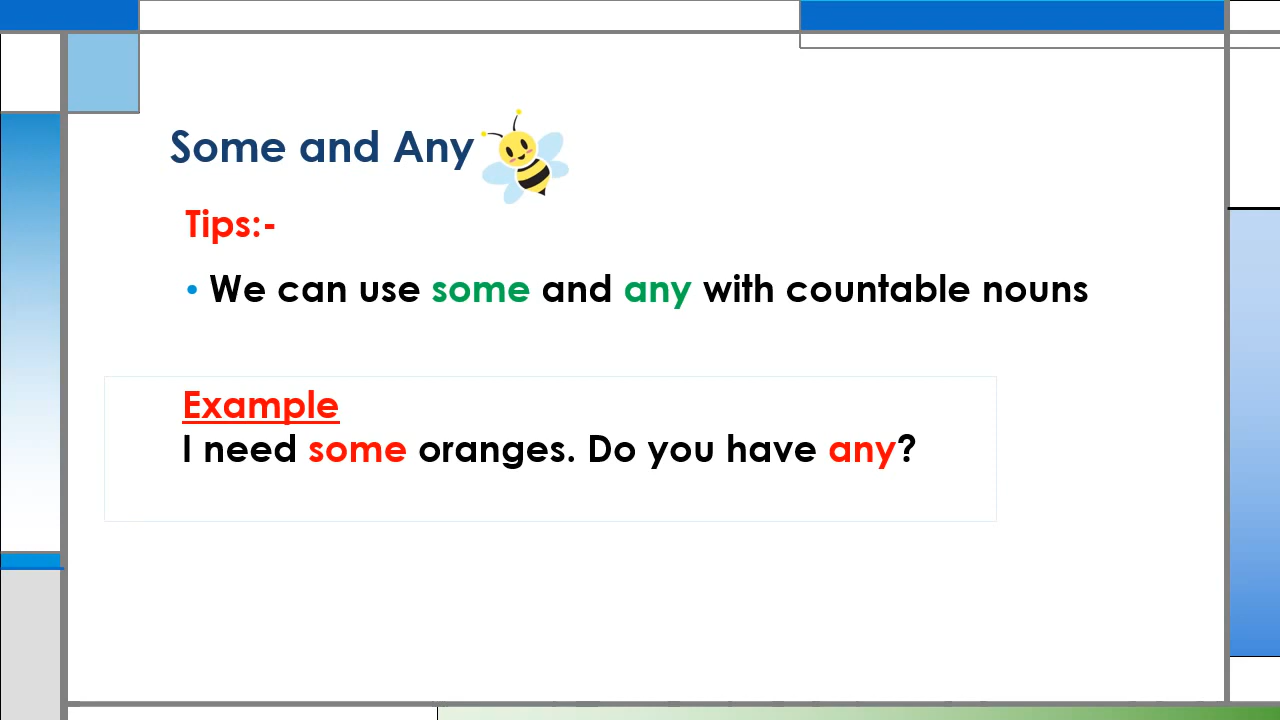 Some and Any
Tips:-
• We can use some and any with countable nouns
Example
I need some oranges. Do you have any?